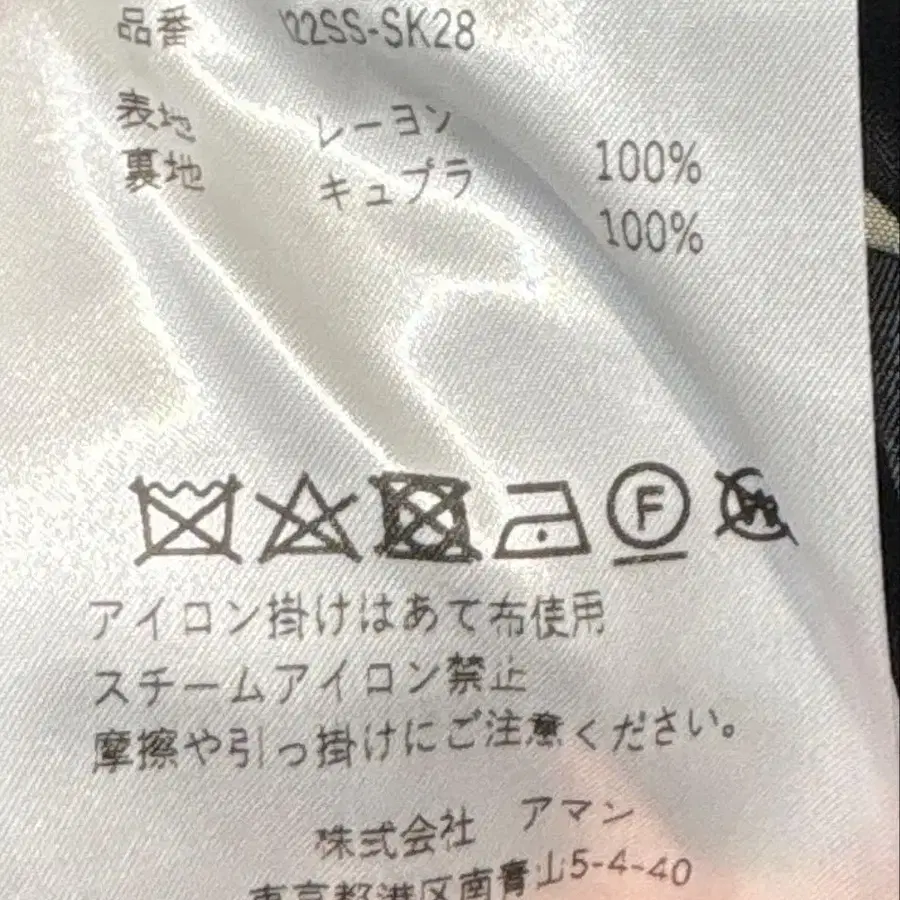 品番 22SS-SK28
表地 レーヨン 100%
裏地 キュプラ 100%
F
アイロン掛けはあて布使用
スチームアイロン禁止
摩擦や引っ掛けにご注意ください。
株式会社 アマン
東京都港区南青山5-4-40